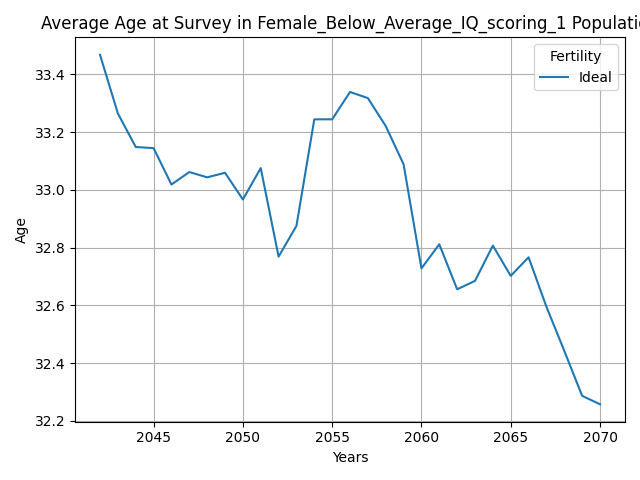 Average Age at Survey in Female_Below_Average_IQ_scoring_1 Populati
Fertility
Ideal
33.4
33.2
33.0
32.8
32.6
32.4
32.2
Age
2045 2050 2055 2060 2065 2070
Years